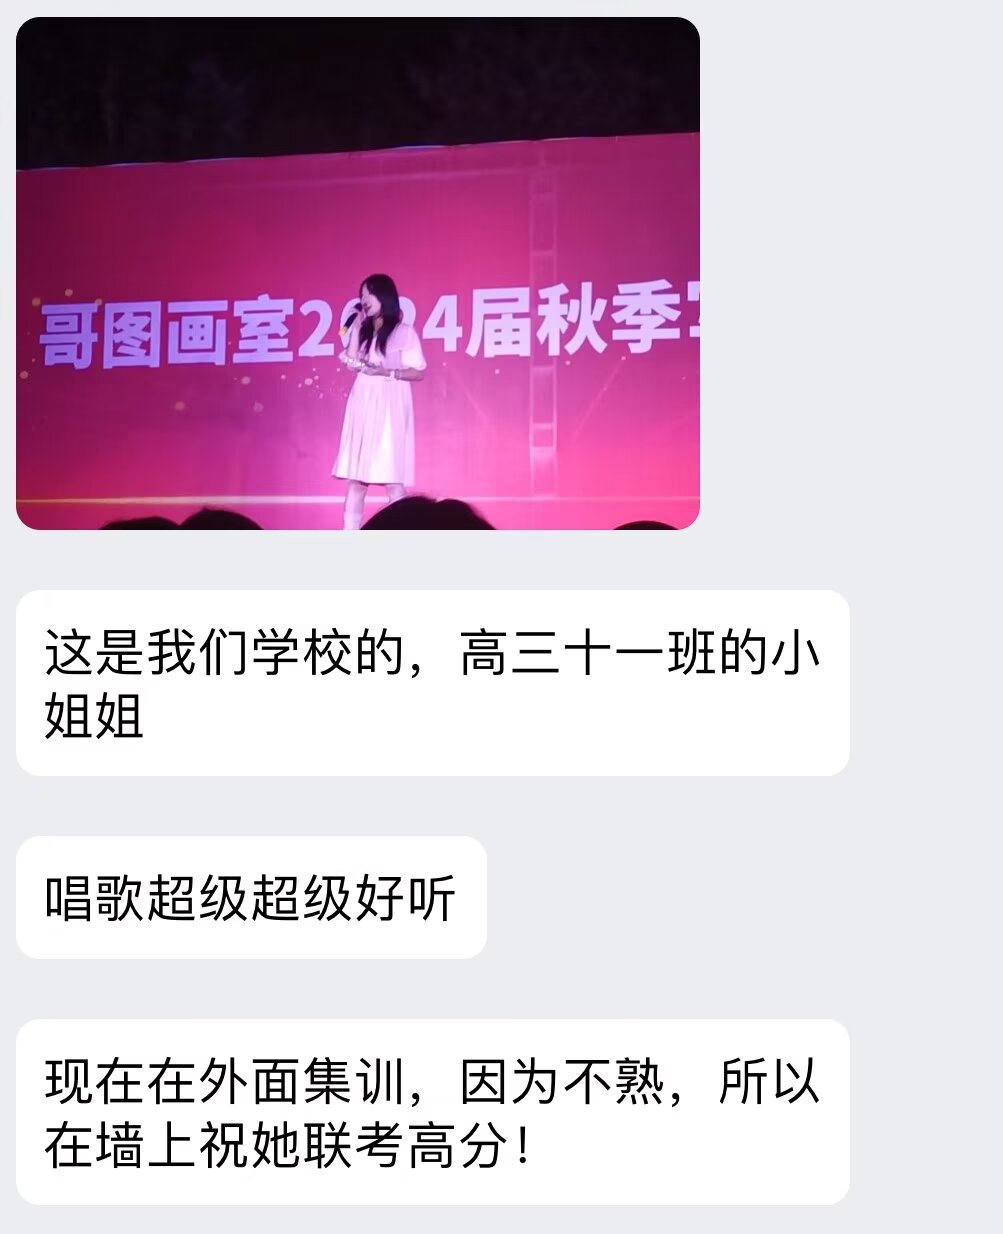 哥图画室2024届秋季
这是我们学校的，高三十一班的小
姐姐
唱歌超级超级好听
现在在外面集训，因为不熟，所以
在墙上祝她联考高分！